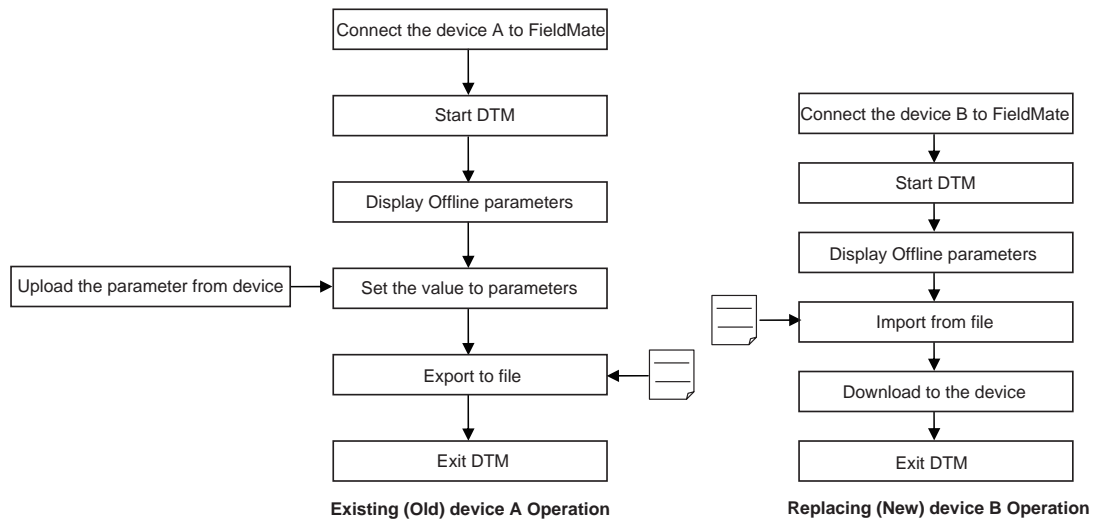 Connect the device A to FieldMate
Start DTM
Display Offline parameters
Upload the parameter from device
Set the value to parameters
Export to file
Exit DTM
Existing (Old) device A Operation
Connect the device B to FieldMate
Start DTM
Display Offline parameters
Import from file
Download to the device
Exit DTM
Replacing (New) device B Operation